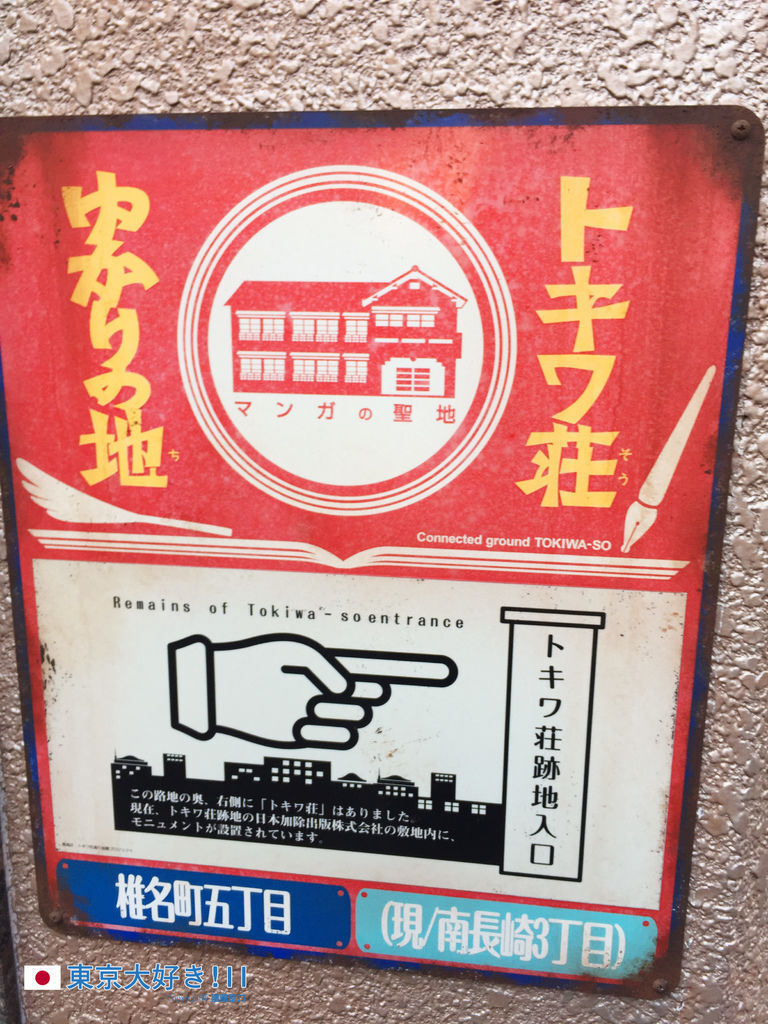 トキワ荘
そう
ゆかりの地
ち
マンガの聖地
Connected ground TOKIWA-SO
Remains of Tokiwa-so entrance
トキワ荘跡地入口
この路地の奥、右側に「トキワ荘」はありました。
現在、トキワ荘跡地の日本加除出版株式会社の敷地内に、
モニュメントが設置されています。
椎名町五丁目
(現/南長崎3丁目)
東京大好き!!!